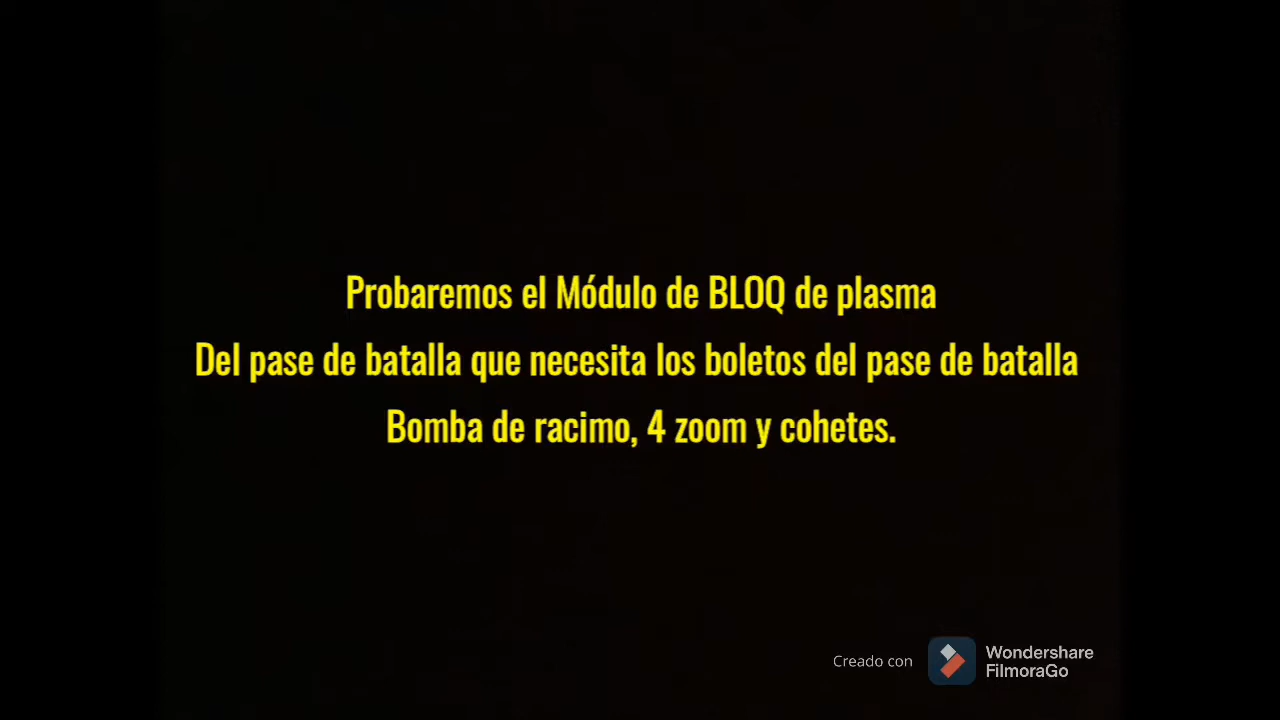 Probaremos el Módulo de BLOQ de plasma
Del pase de batalla que necesita los boletos del pase de batalla
Bomba de racimo, 4 zoom y cohetes.
Creado con
Wondershare
FilmoraGo